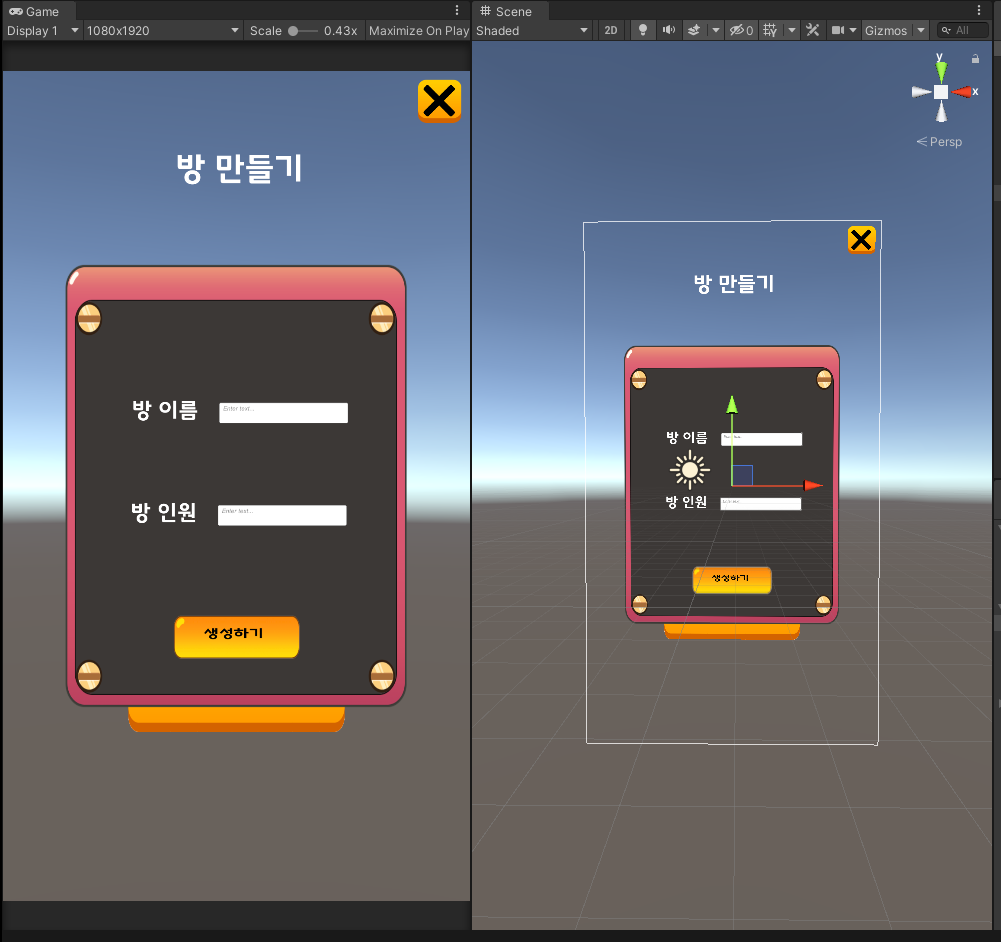 Game
Display 1 1080x1920 Scale 0.43x Maximize On Play
방 만들기
방 이름 Enter text...
방 인원 Enter text...
생성하기
Scene
Shaded 2D 0 Gizmos All
y
x
Persp
방 만들기
방 이름
방 인원
생성하기